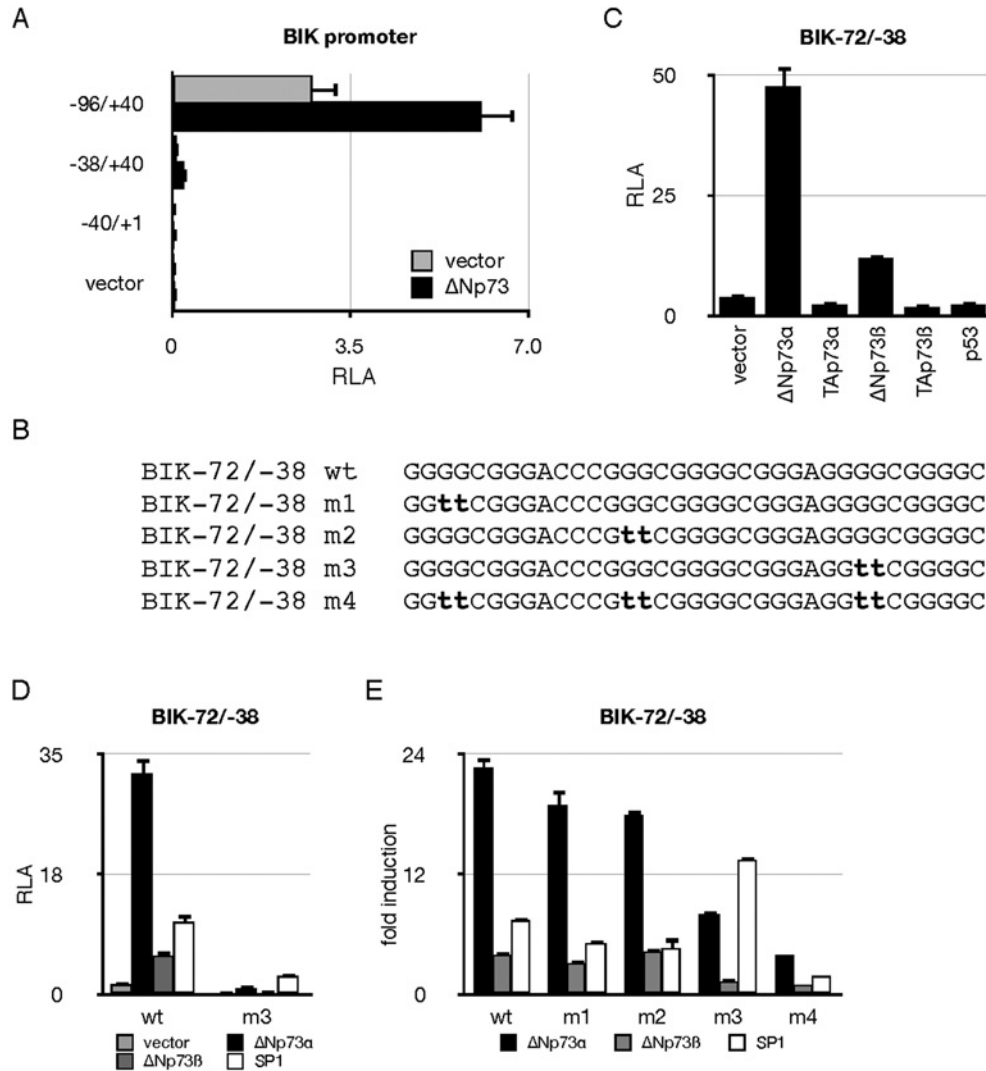 A
BIK promoter
-96/+40
-38/+40
-40/+1
vector
vector
ΔNp73
0 3.5 7.0
RLA
C
BIK-72/-38
50
25
0
RLA
vector
ΔNp73α
TAp73α
ΔNp73ß
TAp73ß
p53
B
BIK-72/-38 wt GGGGCGGGACCCGGGCGGGGCGGGAGGGGCGGGGC
BIK-72/-38 m1 GGttCGGGACCCGGGCGGGGCGGGAGGGGCGGGGC
BIK-72/-38 m2 GGGGCGGGACCCGttCGGGGCGGGAGGGGCGGGGC
BIK-72/-38 m3 GGGGCGGGACCCGGGCGGGGCGGGAGGttCGGGGC
BIK-72/-38 m4 GGttCGGGACCCGttCGGGGCGGGAGGttCGGGGC
D
BIK-72/-38
35
18
0
RLA
wt m3
vector ΔNp73α
ΔNp73ß SP1
E
BIK-72/-38
24
12
0
fold induction
wt m1 m2 m3 m4
ΔNp73α ΔNp73ß SP1